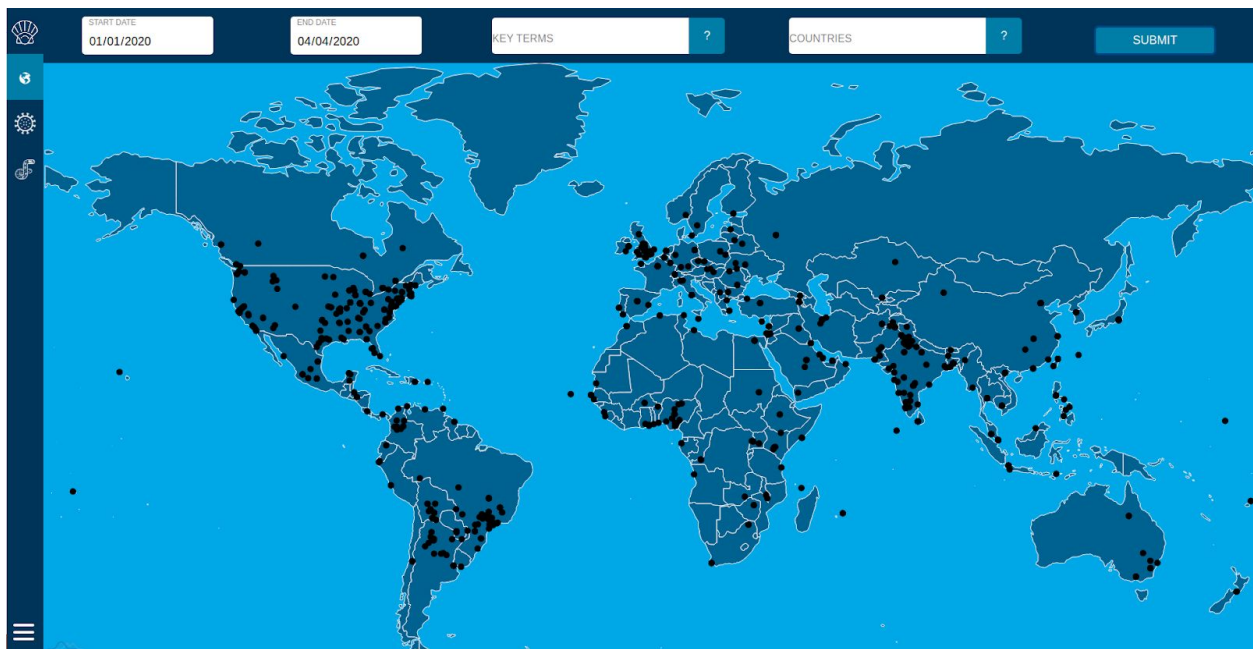 START DATE
01/01/2020
END DATE
04/04/2020
KEY TERMS
?
COUNTRIES
?
SUBMIT